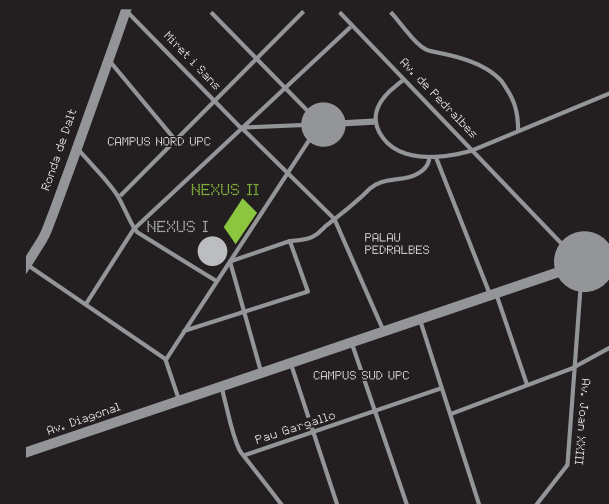 Miret i Sans
Av. de Pedralbes
Ronda de Dalt
CAMPUS NORD UPC
NEXUS II
NEXUS I
PALAU
PEDRALBES
CAMPUS SUD UPC
Av. Diagonal
Pau Gargallo
Av. Joan XXIII